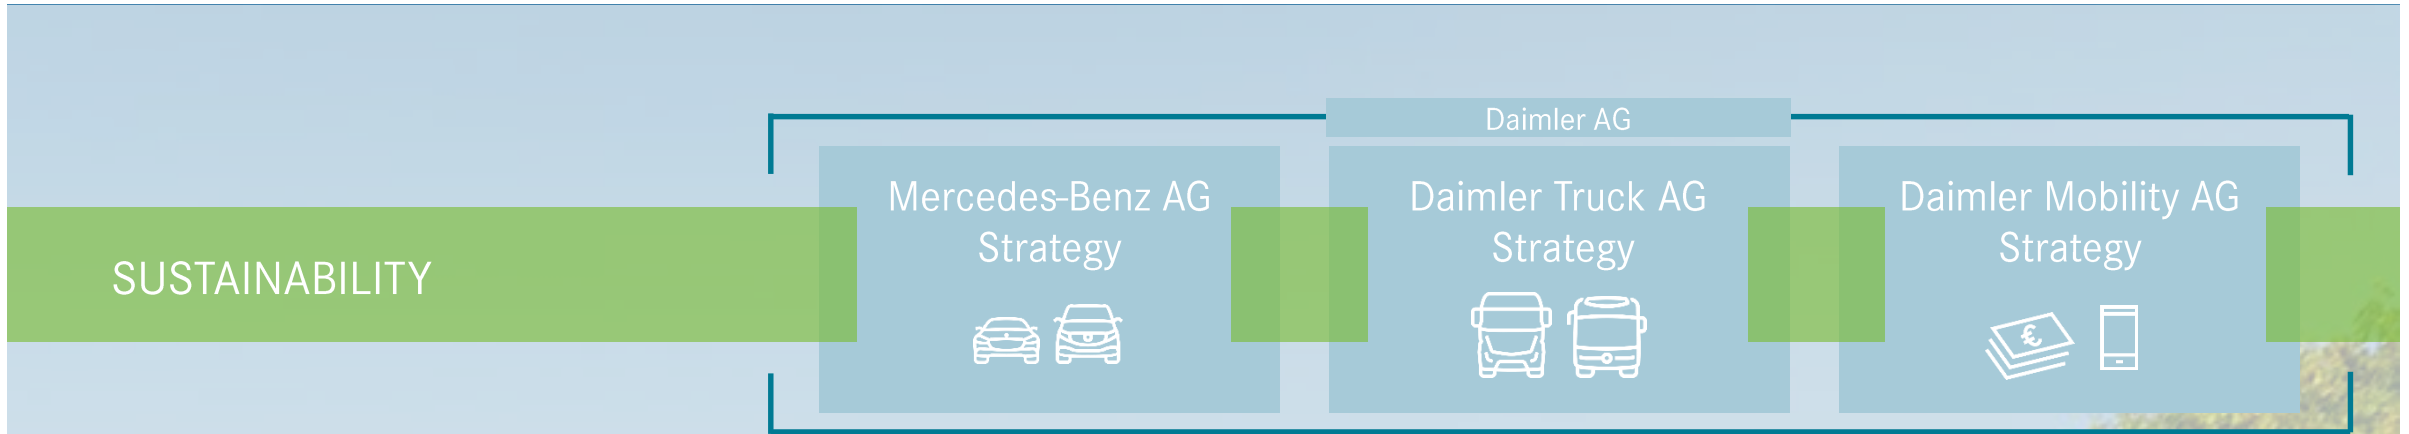 Daimler AG
Mercedes-Benz AG
Strategy
Daimler Truck AG
Strategy
Daimler Mobility AG
Strategy
SUSTAINABILITY
€